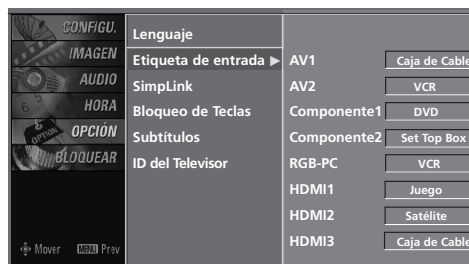 CONFIGU.
IMAGEN
AUDIO
HORA
OPCIÓN
OPTION
BLOQUEAR
Mover MENU Prev
Lenguaje
Etiqueta de entrada ▶
SimpLink
Bloqueo de Teclas
Subtítulos
ID del Televisor
AV1 Caja de Cable
AV2 VCR
Componente1 DVD
Componente2 Set Top Box
RGB-PC VCR
HDMI1 Juego
HDMI2 Satélite
HDMI3 Caja de Cable